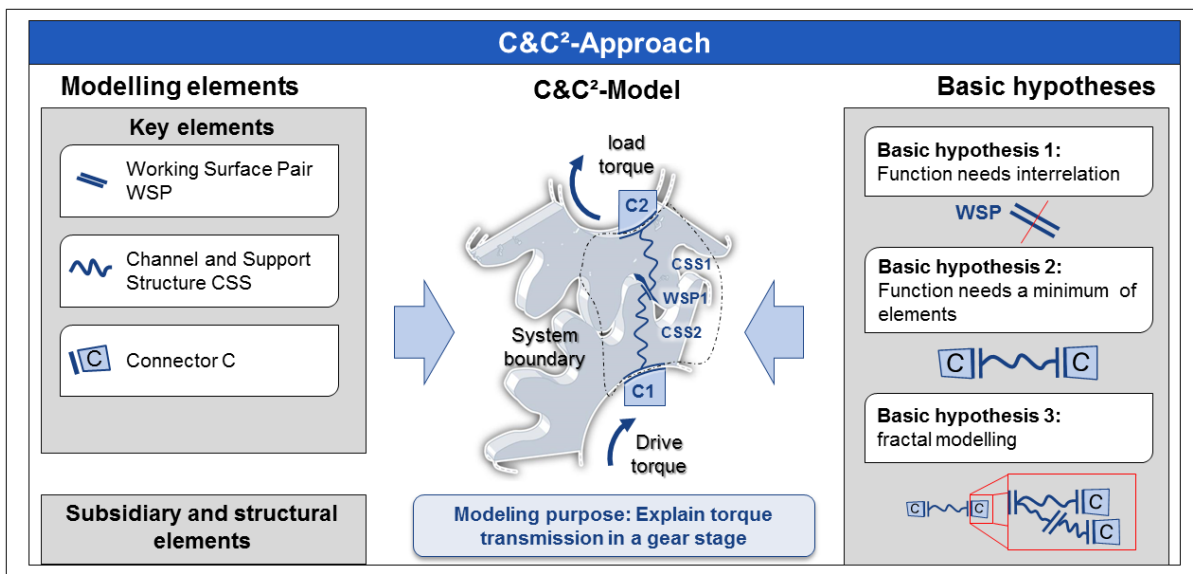 C&C²-Approach
Modelling elements
Key elements
Working Surface Pair
WSP
Channel and Support
Structure CSS
C
Connector C
Subsidiary and structural
elements
C&C²-Model
load
torque
C2
CSS1
WSP1
CSS2
System
boundary
C1
Drive
torque
Modeling purpose: Explain torque
transmission in a gear stage
Basic hypotheses
Basic hypothesis 1:
Function needs interrelation
WSP
Basic hypothesis 2:
Function needs a minimum of
elements
C C
Basic hypothesis 3:
fractal modelling
C C
C
C